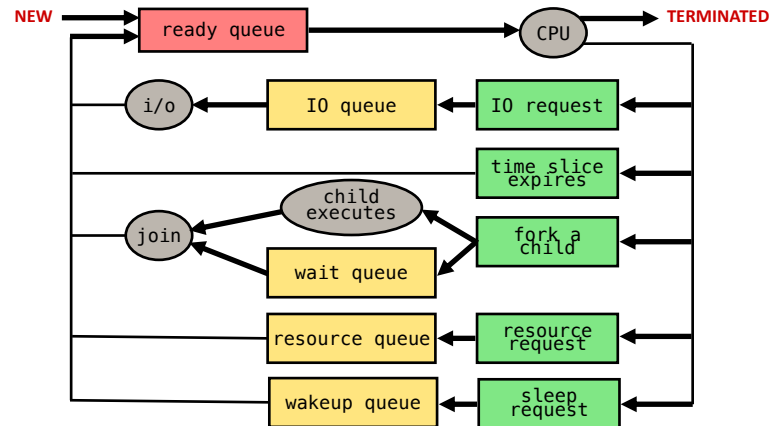 NEW
ready queue
CPU
TERMINATED
i/o
IO queue
IO request
time slice
expires
child
executes
fork a
child
join
wait queue
resource queue
resource
request
wakeup queue
sleep
request